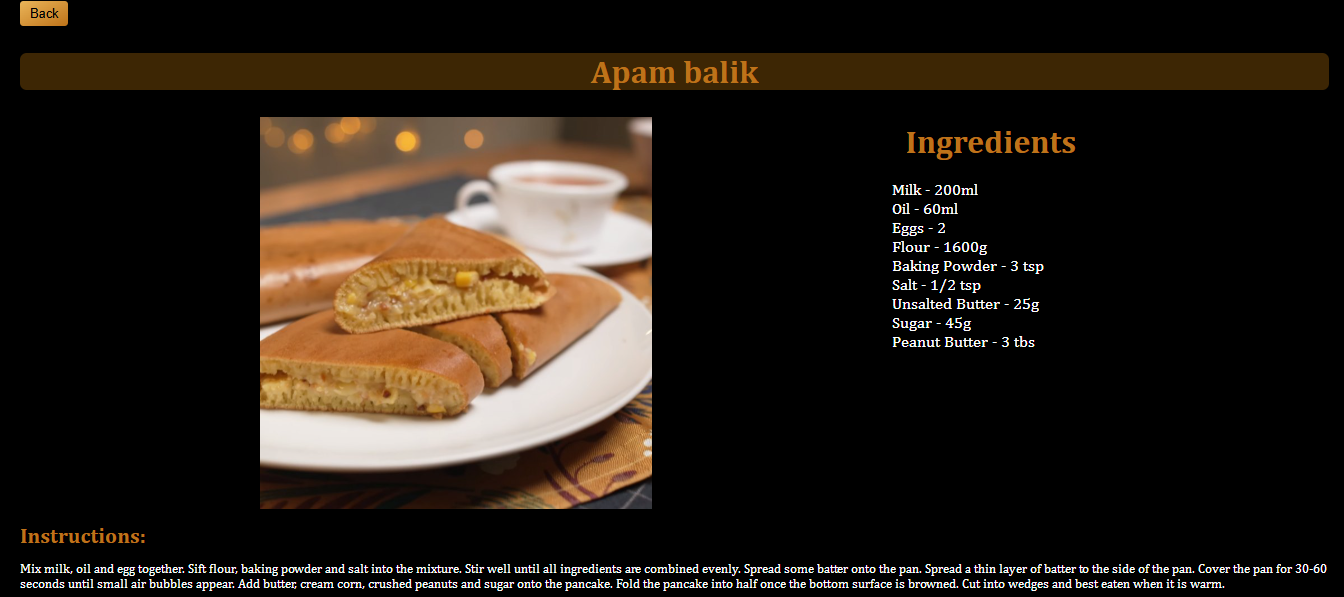 Back
Apam balik
Ingredients
Milk - 200ml
Oil - 60ml
Eggs - 2
Flour - 1600g
Baking Powder - 3 tsp
Salt - 1/2 tsp
Unsalted Butter - 25g
Sugar - 45g
Peanut Butter - 3 tbs
Instructions:
Mix milk, oil and egg together. Sift flour, baking powder and salt into the mixture. Stir well until all ingredients are combined evenly. Spread some batter onto the pan. Spread a thin layer of batter to the side of the pan. Cover the pan for 30-60
seconds until small air bubbles appear. Add butter, cream corn, crushed peanuts and sugar onto the pancake. Fold the pancake into half once the bottom surface is browned. Cut into wedges and best eaten when it is warm.